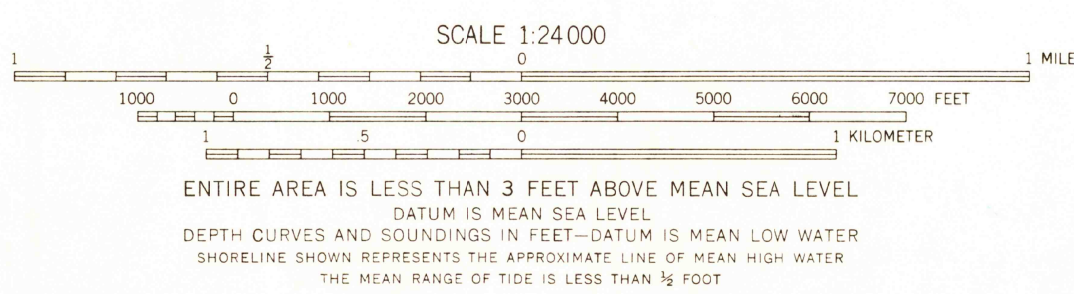 SCALE 1:24 000
1 ½ 0 1 MILE
1000 0 1000 2000 3000 4000 5000 6000 7000 FEET
1 .5 0 1 KILOMETER
ENTIRE AREA IS LESS THAN 3 FEET ABOVE MEAN SEA LEVEL
DATUM IS MEAN SEA LEVEL
DEPTH CURVES AND SOUNDINGS IN FEET—DATUM IS MEAN LOW WATER
SHORELINE SHOWN REPRESENTS THE APPROXIMATE LINE OF MEAN HIGH WATER
THE MEAN RANGE OF TIDE IS LESS THAN ½ FOOT